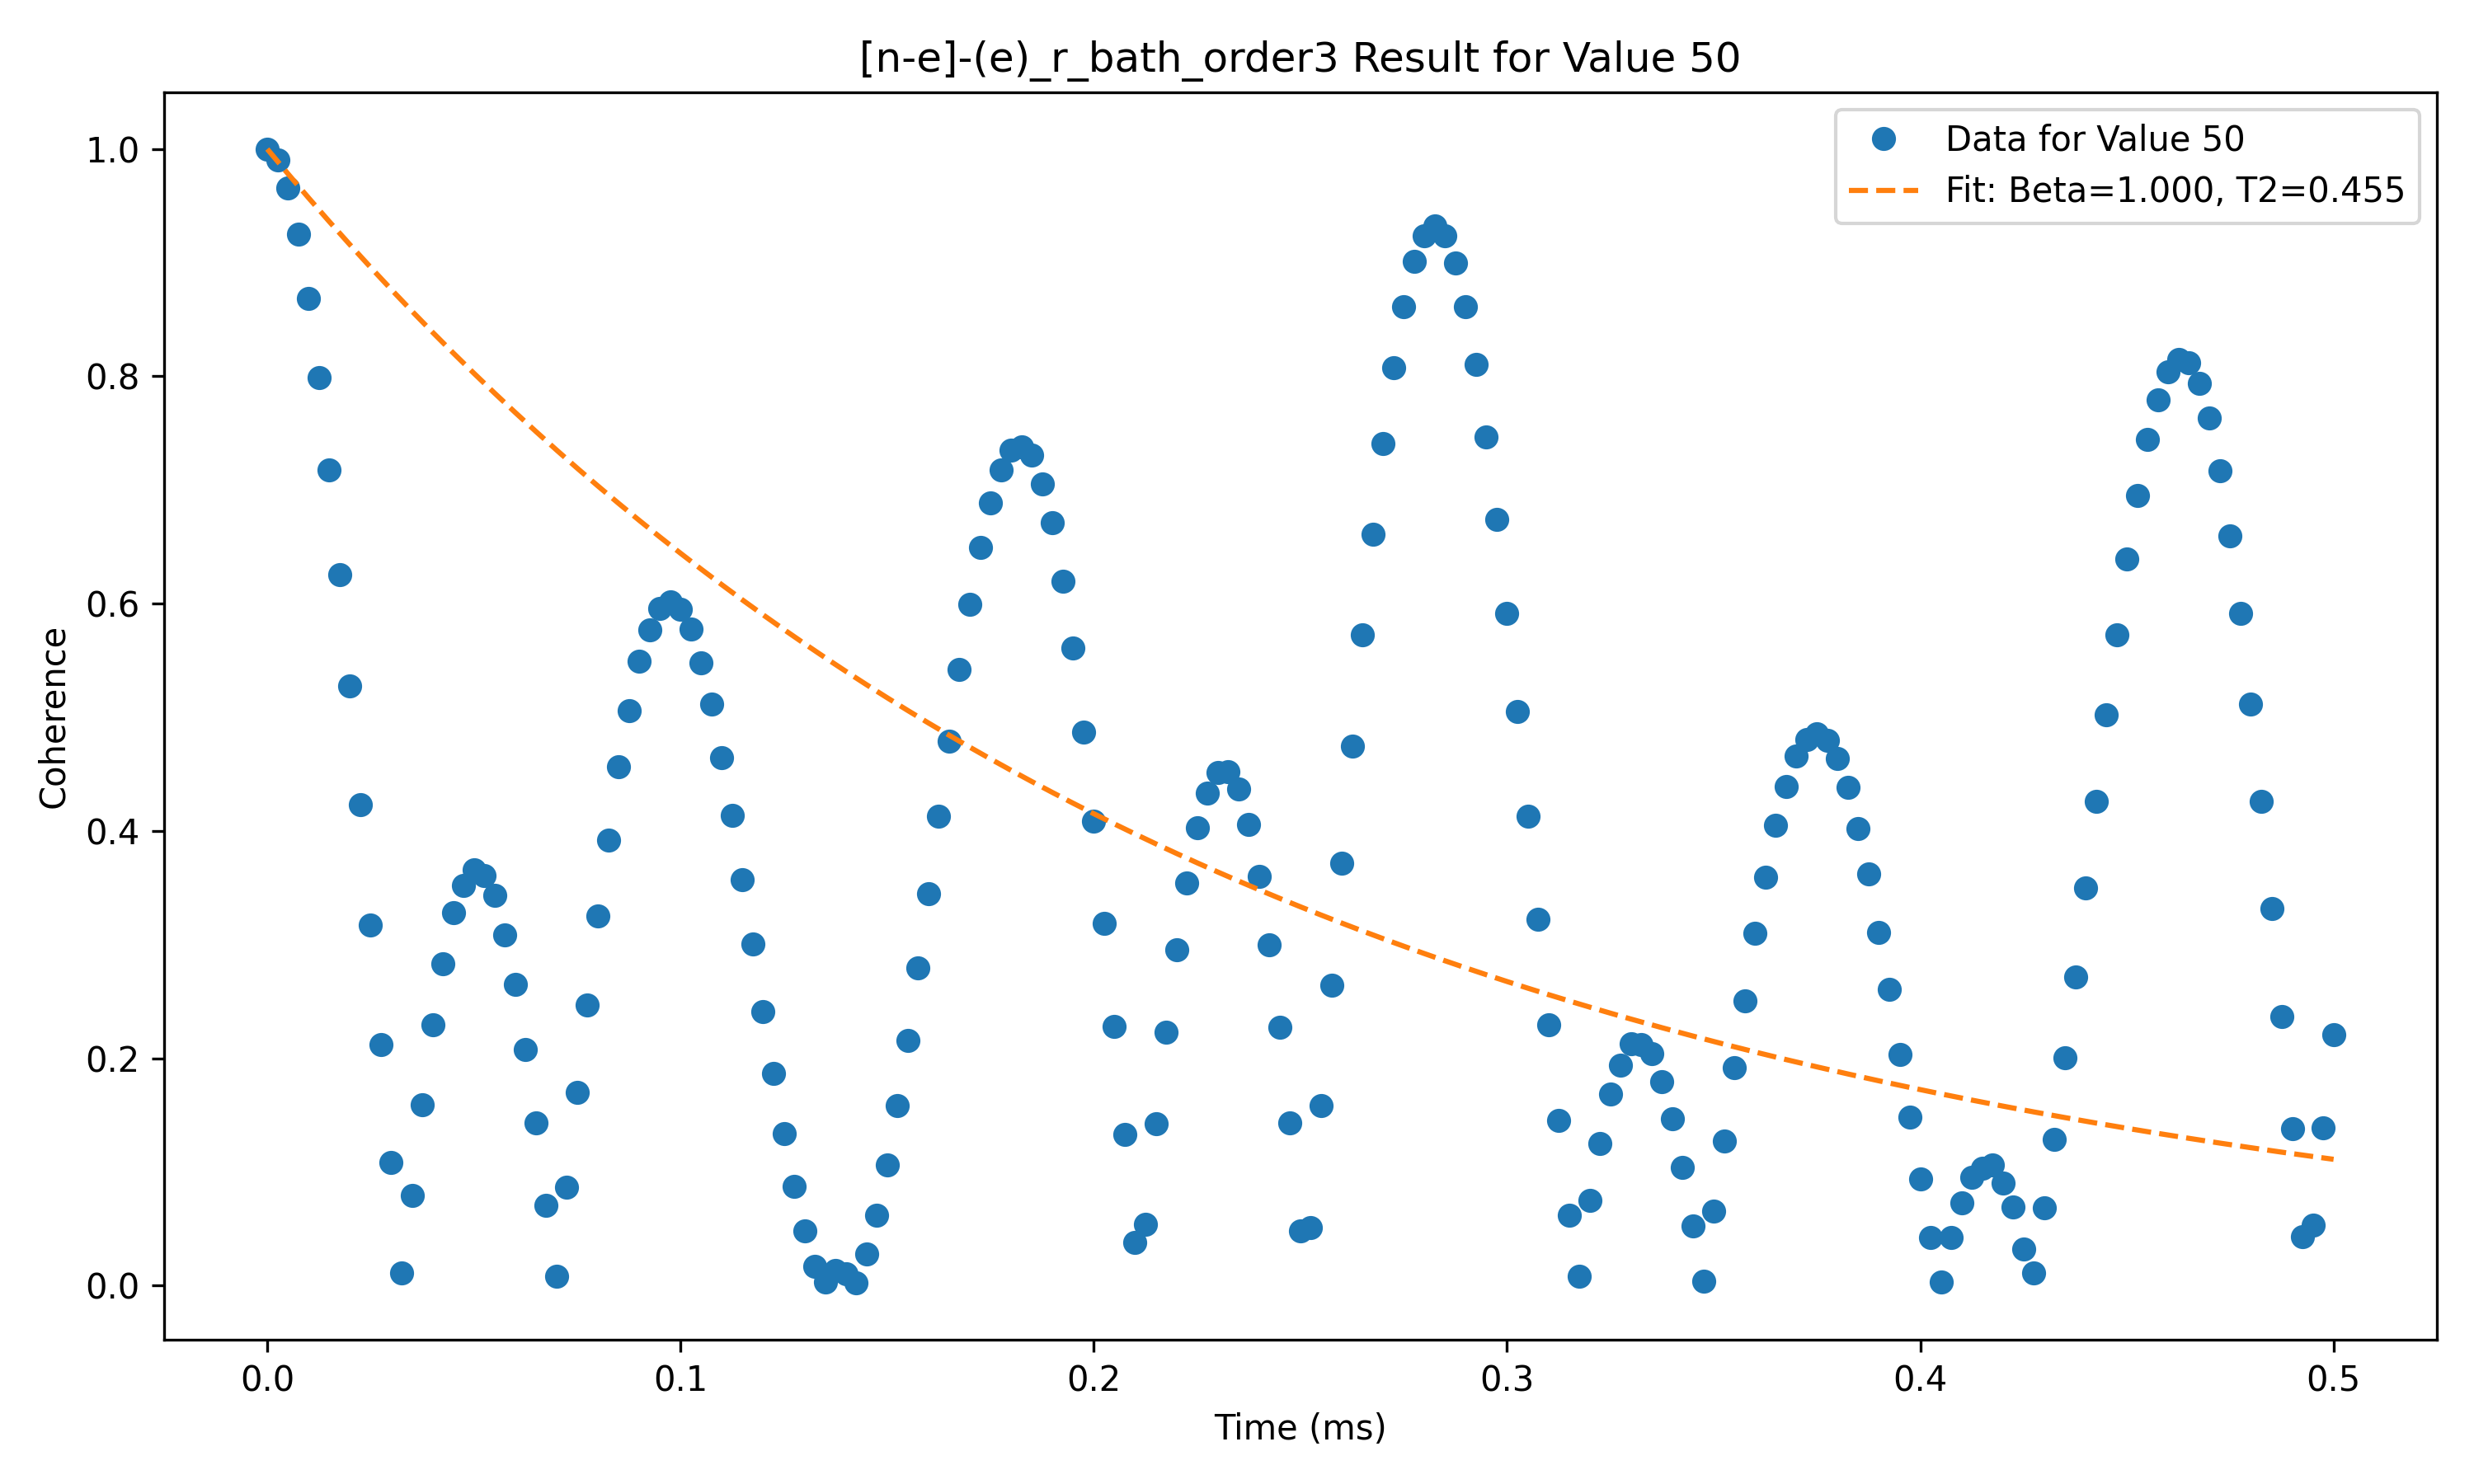 [n-e]-(e)_r_bath_order3 Result for Value 50
Data for Value 50
Fit: Beta=1.000, T2=0.455
1.0
0.8
0.6
0.4
0.2
0.0
Coherence
0.0 0.1 0.2 0.3 0.4 0.5
Time (ms)